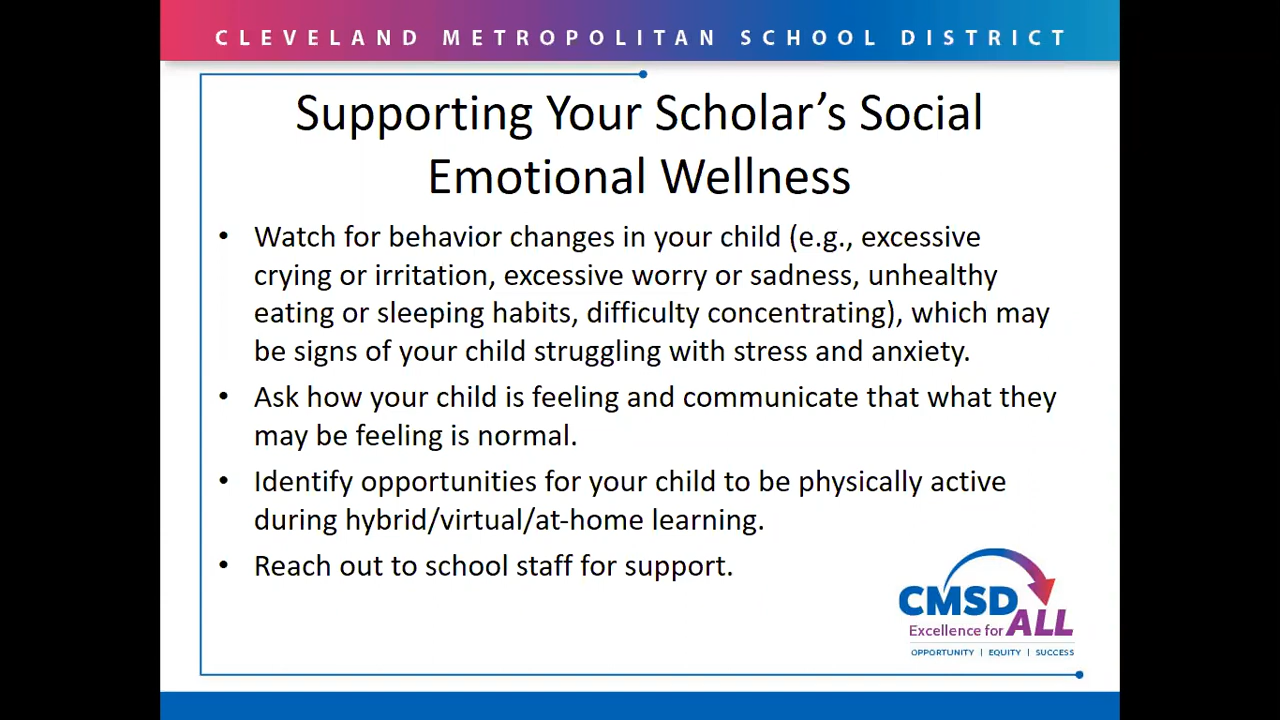 CLEVELAND METROPOLITAN SCHOOL DISTRICT
Supporting Your Scholar’s Social
Emotional Wellness
• Watch for behavior changes in your child (e.g., excessive
crying or irritation, excessive worry or sadness, unhealthy
eating or sleeping habits, difficulty concentrating), which may
be signs of your child struggling with stress and anxiety.
• Ask how your child is feeling and communicate that what they
may be feeling is normal.
• Identify opportunities for your child to be physically active
during hybrid/virtual/at-home learning.
• Reach out to school staff for support.
CMSD
Excellence for ALL
OPPORTUNITY | EQUITY | SUCCESS